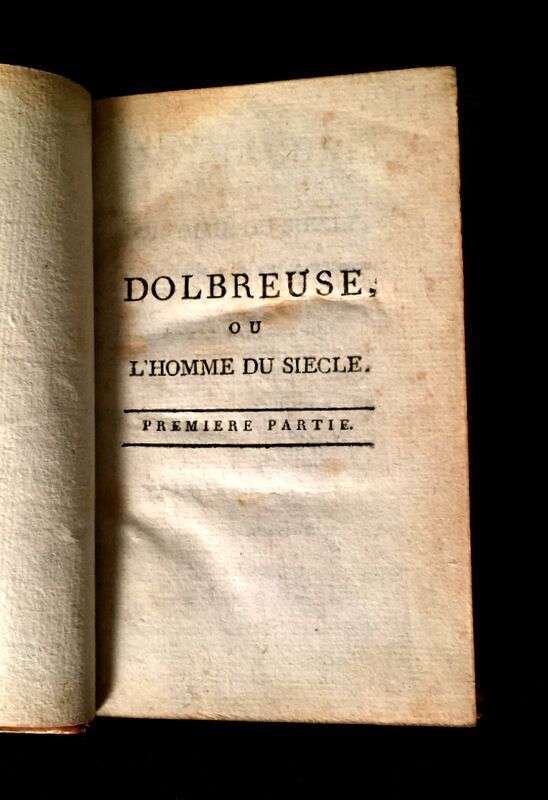 DOLBREUSE,
OU
L'HOMME DU SIECLE.
PREMIERE PARTIE.